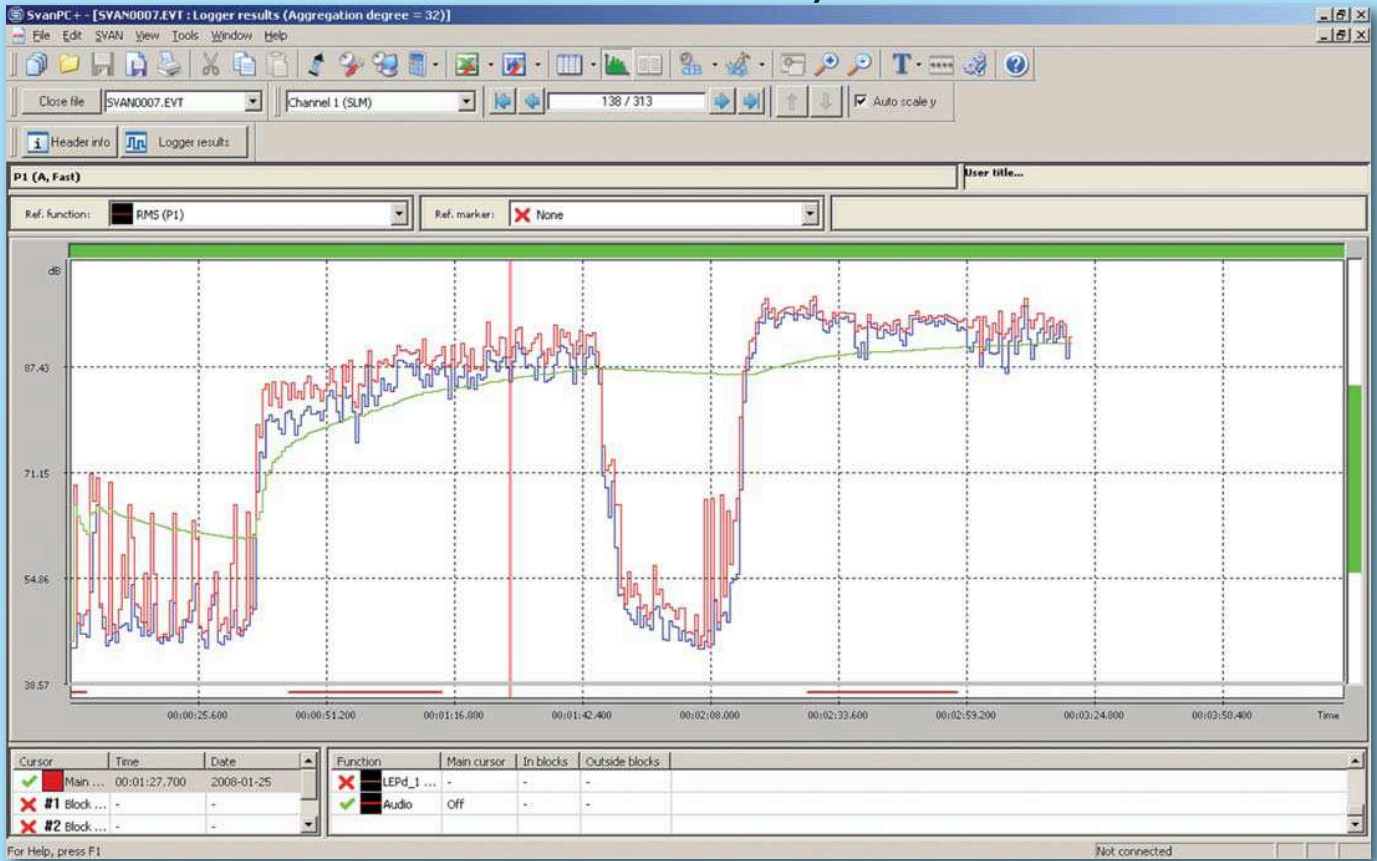 SvanPC+ - [SVAN0007.EVT : Logger results (Aggregation degree = 32)]
File Edit SVAN View Tools Window Help
Close file SVAN0007.EVT Channel 1 (SLM) 138 / 313 Auto scale y
Header info Logger results
P1 (A, Fast) User title...
Ref. function: RMS (P1) Ref. marker: None
dB
87.43
71.15
54.86
38.57
00:00:25.600 00:00:51.200 00:01:16.800 00:01:42.400 00:02:08.000 00:02:33.600 00:02:59.200 00:03:24.800 00:03:50.400 Time
Cursor Time Date Function Main cursor In blocks Outside blocks
Main ... 00:01:27.700 2008-01-25 LEPd_1 ... - - -
#1 Block ... - - Audio Off - -
#2 Block ... - -
For Help, press F1 Not connected